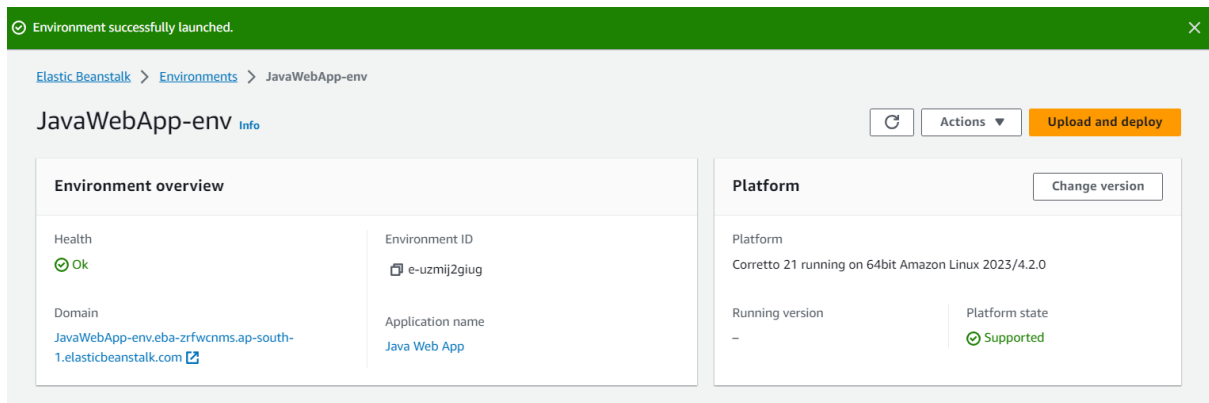 Environment successfully launched.
Elastic Beanstalk > Environments > JavaWebApp-env
JavaWebApp-env Info
Actions
Upload and deploy
Environment overview
Health
Ok
Domain
JavaWebApp-env.eba-zrfwcnms.ap-south-
1.elasticbeanstalk.com
Environment ID
e-uzmij2giug
Application name
Java Web App
Platform
Change version
Platform
Corretto 21 running on 64bit Amazon Linux 2023/4.2.0
Running version
–
Platform state
Supported